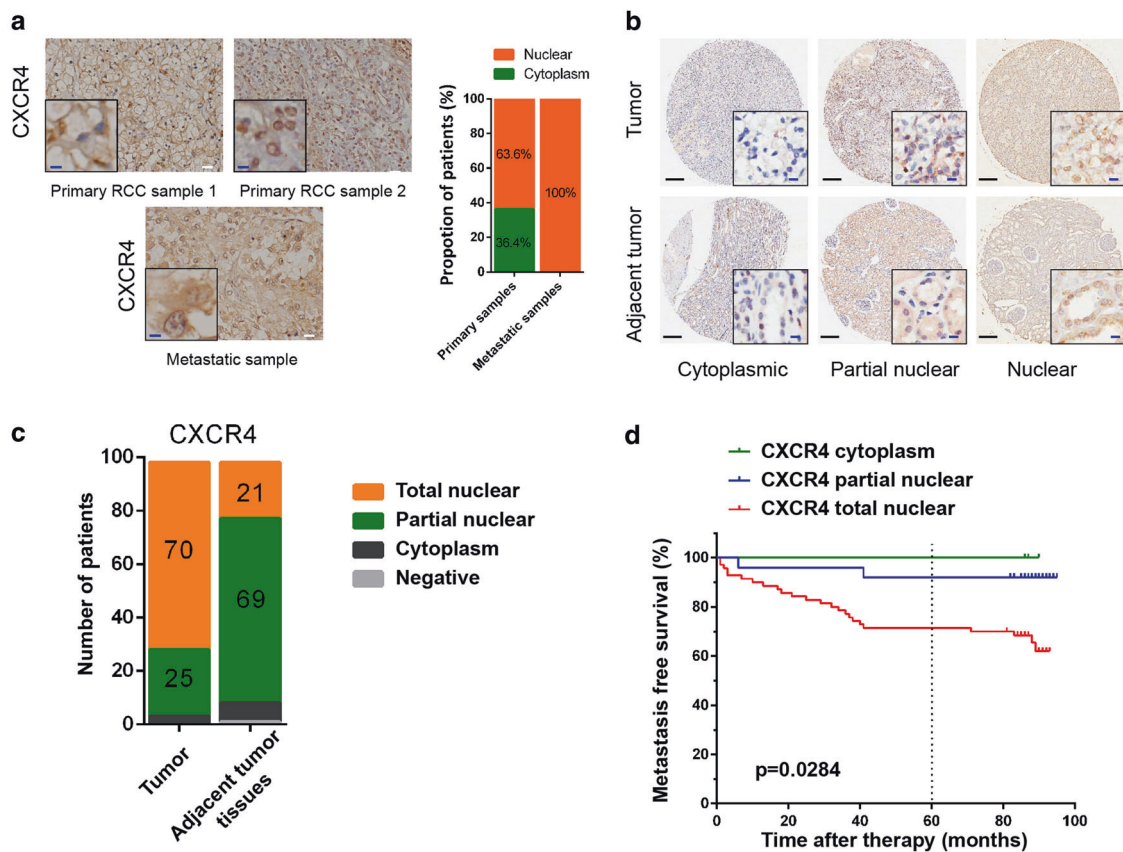 a
CXCR4
Primary RCC sample 1
Primary RCC sample 2
CXCR4
Metastatic sample
Nuclear
Cytoplasm
Propotion of patients (%)
100
80
60
40
20
0
63.6%
36.4%
100%
Primary samples
Metastatic samples
b
Tumor
Adjacent tumor
Cytoplasmic
Partial nuclear
Nuclear
c
CXCR4
Number of patients
100
80
60
40
20
0
70
25
21
69
Tumor
Adjacent tumor
tissues
Total nuclear
Partial nuclear
Cytoplasm
Negative
d
CXCR4 cytoplasm
CXCR4 partial nuclear
CXCR4 total nuclear
Metastasis free survival (%)
100
80
60
40
20
0
p=0.0284
0
20
40
60
80
100
Time after therapy (months)